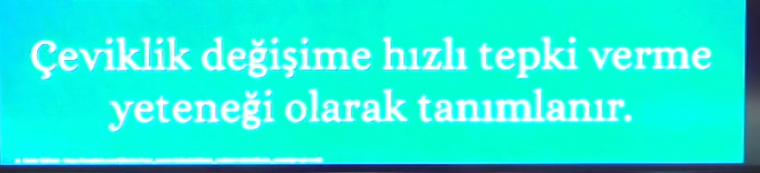 Çeviklik değişime hızlı tepki verme
yeteneği olarak tanımlanır.